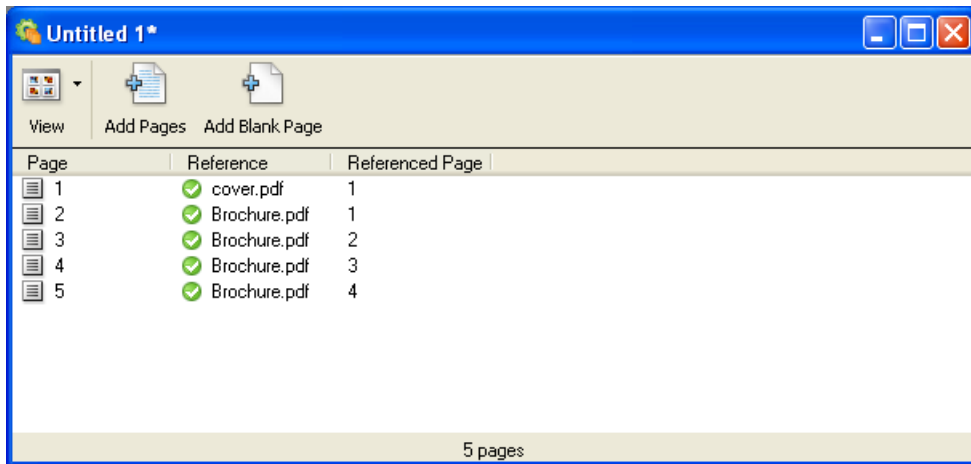 Untitled 1*
View Add Pages Add Blank Page
Page Reference Referenced Page
1 cover.pdf 1
2 Brochure.pdf 1
3 Brochure.pdf 2
4 Brochure.pdf 3
5 Brochure.pdf 4
5 pages